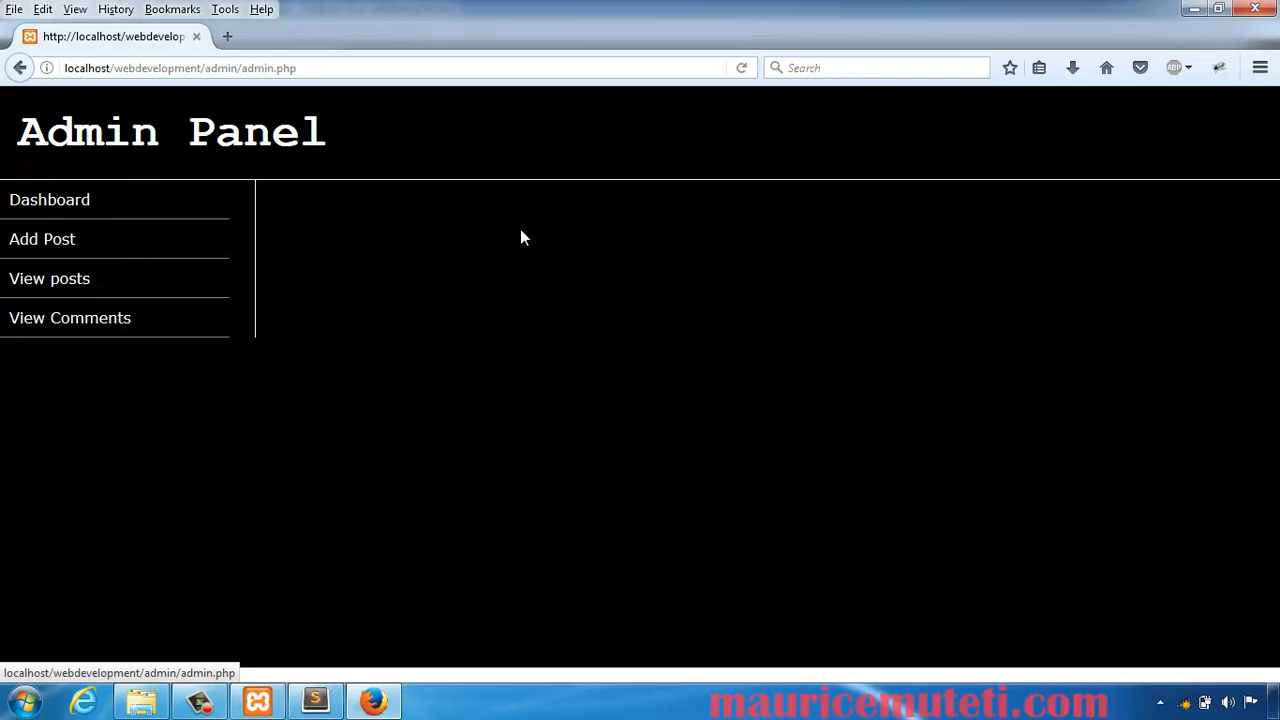 File Edit View History Bookmarks Tools Help
http://localhost/webdevelop
localhost/webdevelopment/admin/admin.php
Search
ABP
Admin Panel
Dashboard
Add Post
View posts
View Comments
localhost/webdevelopment/admin/admin.php
mauricemuteti.com